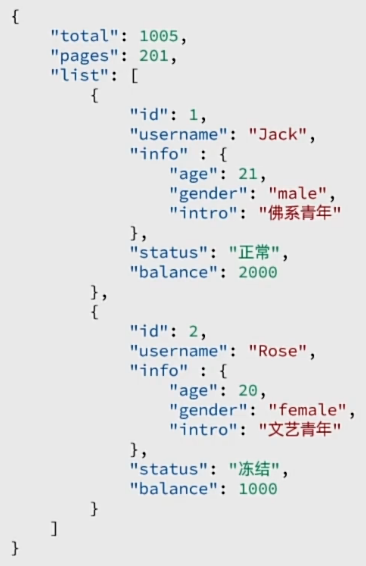 {
    "total": 1005,
    "pages": 201,
    "list": [
        {
            "id": 1,
            "username": "Jack",
            "info" : {
                "age": 21,
                "gender": "male",
                "intro": "佛系青年"
            },
            "status": "正常",
            "balance": 2000
        },
        {
            "id": 2,
            "username": "Rose",
            "info" : {
                "age": 20,
                "gender": "female",
                "intro": "文艺青年"
            },
            "status": "冻结",
            "balance": 1000
        }
    ]
}